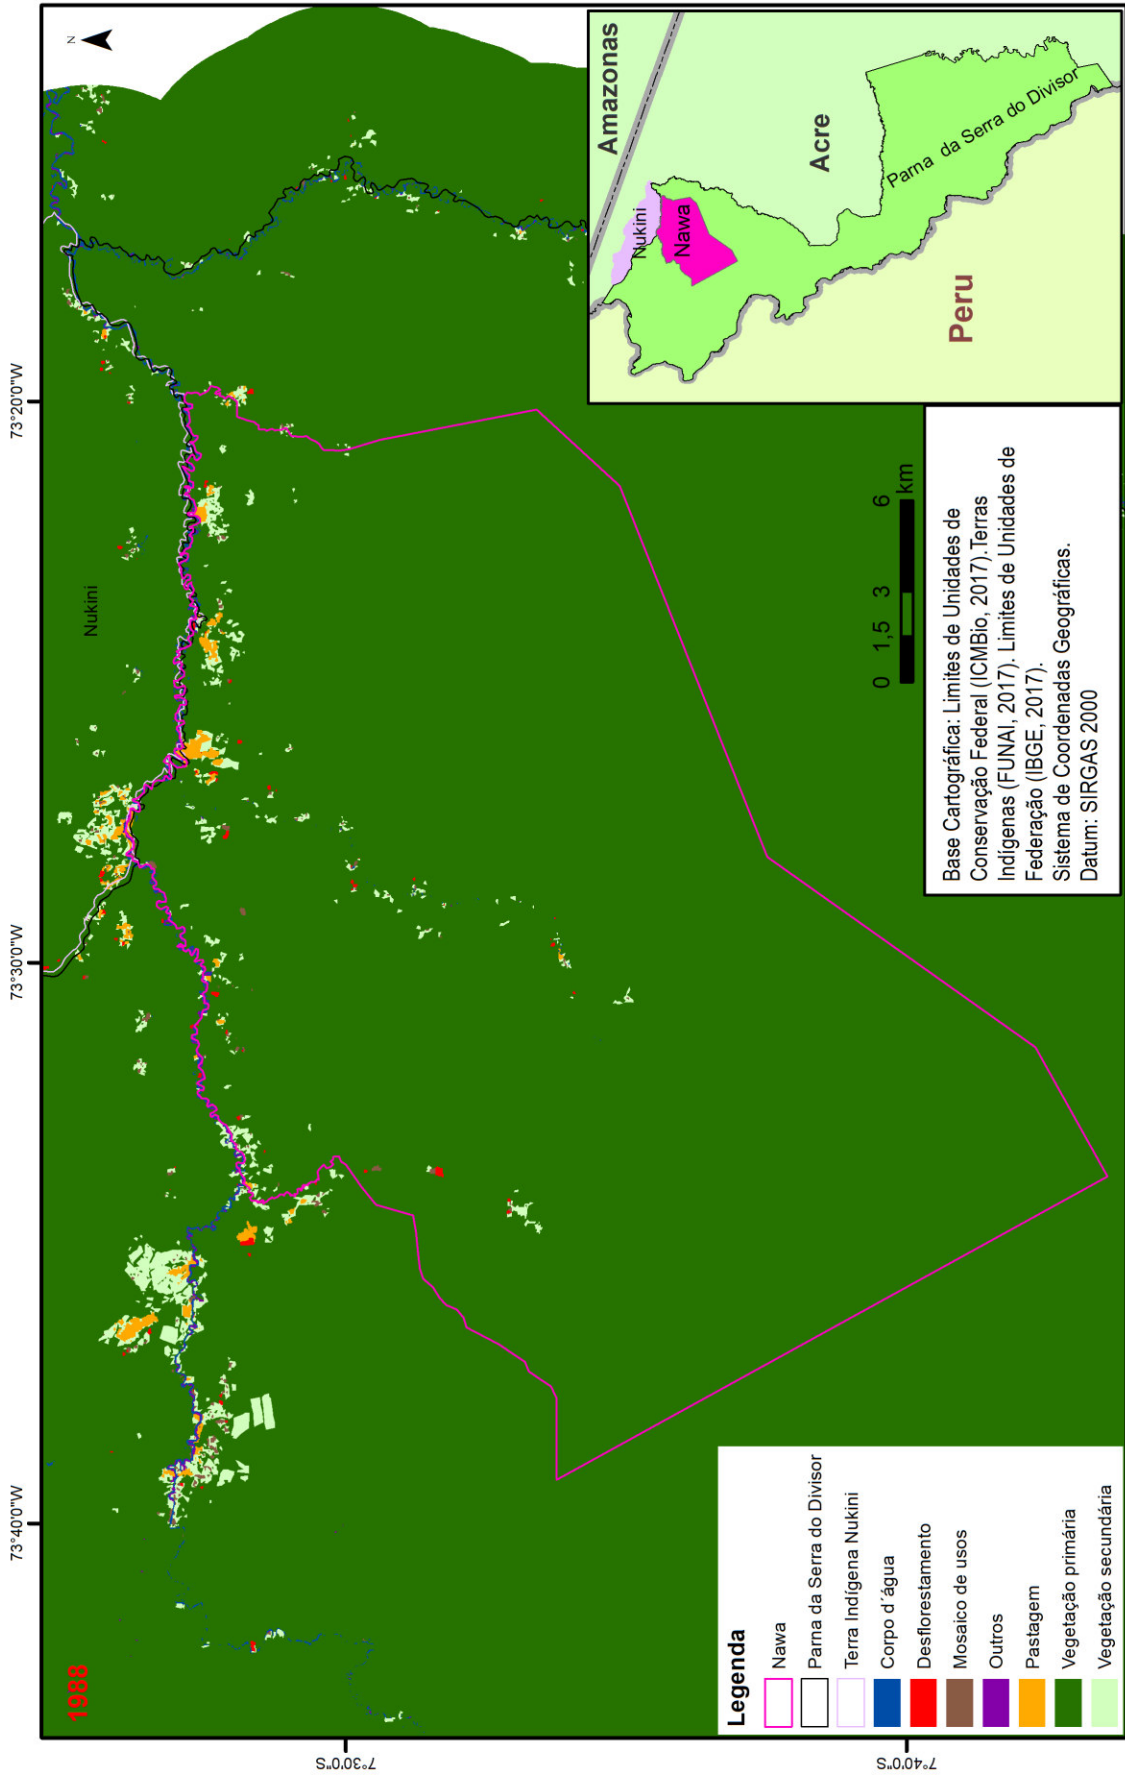 1988
73°40'0"W
73°30'0"W
73°20'0"W
7°30'0"S
7°40'0"S
N
Nukini
Legenda
Nawa
Parna da Serra do Divisor
Terra Indígena Nukini
Corpo d´água
Desflorestamento
Mosaico de usos
Outros
Pastagem
Vegetação primária
Vegetação secundária
0 1,5 3 6
km
Base Cartográfica: Limites de Unidades de
Conservação Federal (ICMBio, 2017).Terras
Indígenas (FUNAI, 2017). Limites de Unidades de
Federação (IBGE, 2017).
Sistema de Coordenadas Geográficas.
Datum: SIRGAS 2000
Amazonas
Nukini
Nawa
Acre
Parna da Serra do Divisor
Peru